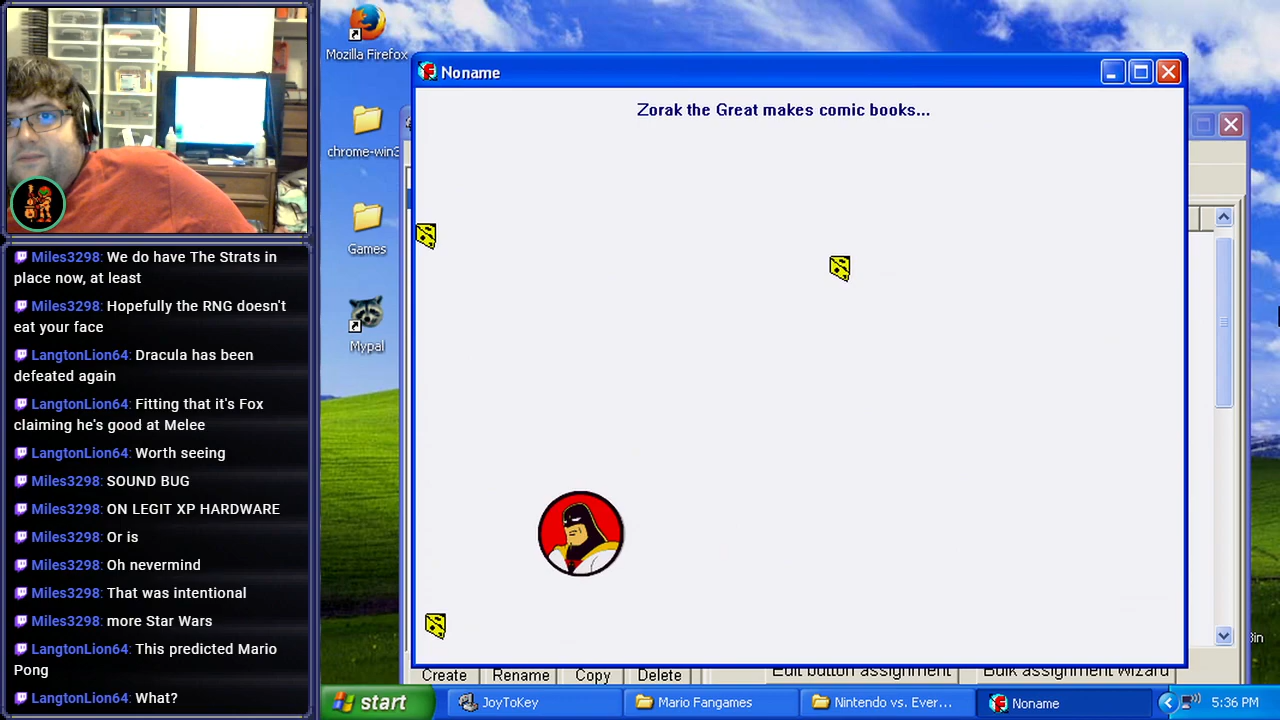 Mozilla Firefox
chrome-win3
Games
Mypal
Noname
Zorak the Great makes comic books...
Miles3298: We do have The Strats in
place now, at least
Miles3298: Hopefully the RNG doesn't
eat your face
LangtonLion64: Dracula has been
defeated again
LangtonLion64: Fitting that it's Fox
claiming he's good at Melee
LangtonLion64: Worth seeing
Miles3298: SOUND BUG
Miles3298: ON LEGIT XP HARDWARE
Miles3298: Or is
Miles3298: Oh nevermind
Miles3298: That was intentional
Miles3298: more Star Wars
LangtonLion64: This predicted Mario
Pong
LangtonLion64: What?
Create Rename Copy Delete Edit button assignment Bulk assignment wizard
Bin
start JoyToKey Mario Fangames Nintendo vs. Ever... Noname 5:36 PM